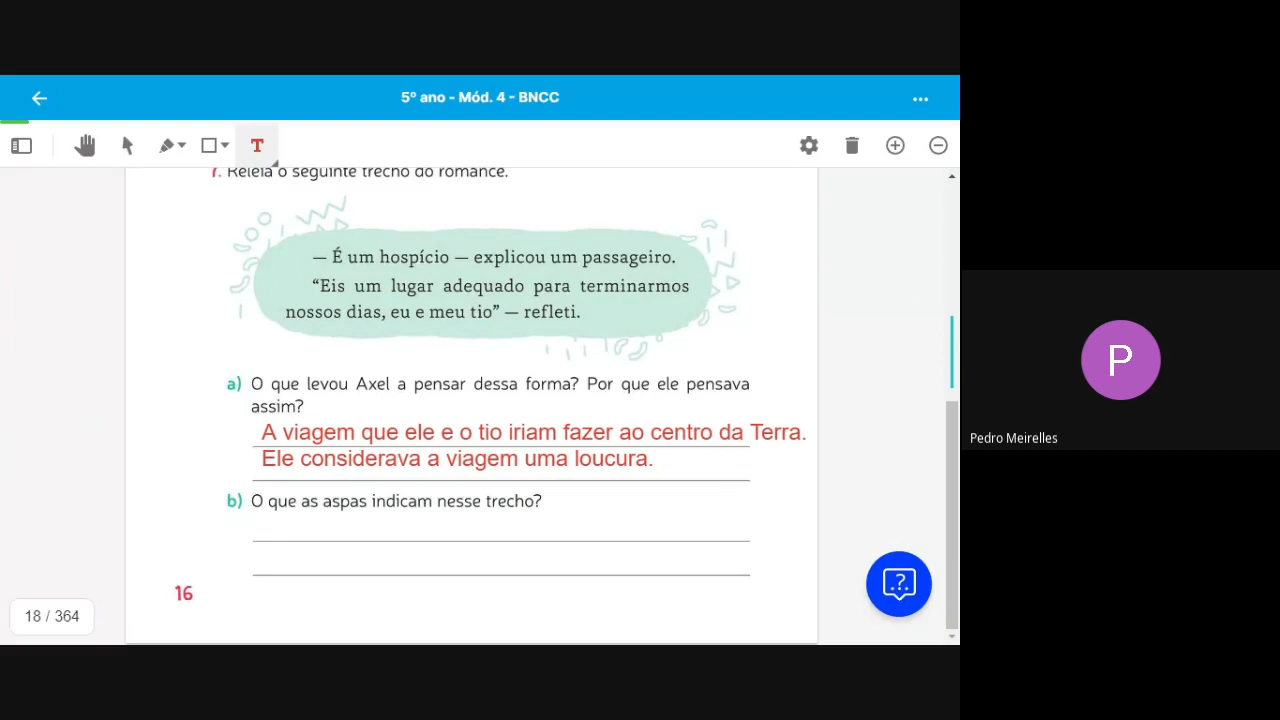 5º ano - Mód. 4 - BNCC
T
7. Releia o seguinte trecho do romance.
— É um hospício — explicou um passageiro.
“Eis um lugar adequado para terminarmos
nossos dias, eu e meu tio” — refleti.
a) O que levou Axel a pensar dessa forma? Por que ele pensava
assim?
A viagem que ele e o tio iriam fazer ao centro da Terra.
Ele considerava a viagem uma loucura.
b) O que as aspas indicam nesse trecho?
16
18 / 364
P
Pedro Meirelles